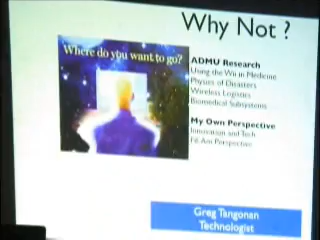 Why Not ?
Where do you want to go?
ADMU Research
Using the Wii in Medicine
Physics of Disasters
Wireless Logistics
Biomedical Subsystems
My Own Perspective
Innovation and Tech
Fil-Am Perspective
Greg Tangonan
Technologist